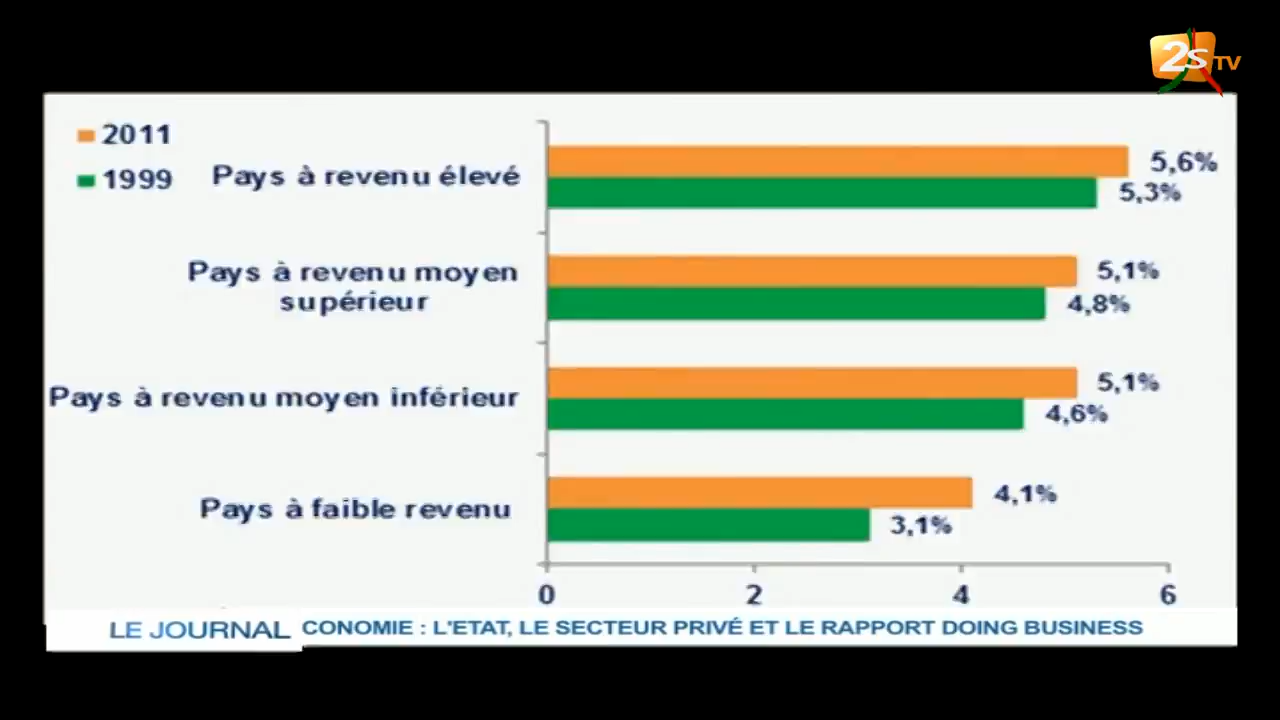 2s TV
2011
1999
Pays à revenu élevé
5,6%
5,3%
Pays à revenu moyen
supérieur
5,1%
4,8%
Pays à revenu moyen inférieur
5,1%
4,6%
Pays à faible revenu
4,1%
3,1%
0 2 4 6
LE JOURNAL CONOMIE : L'ETAT, LE SECTEUR PRIVÉ ET LE RAPPORT DOING BUSINESS